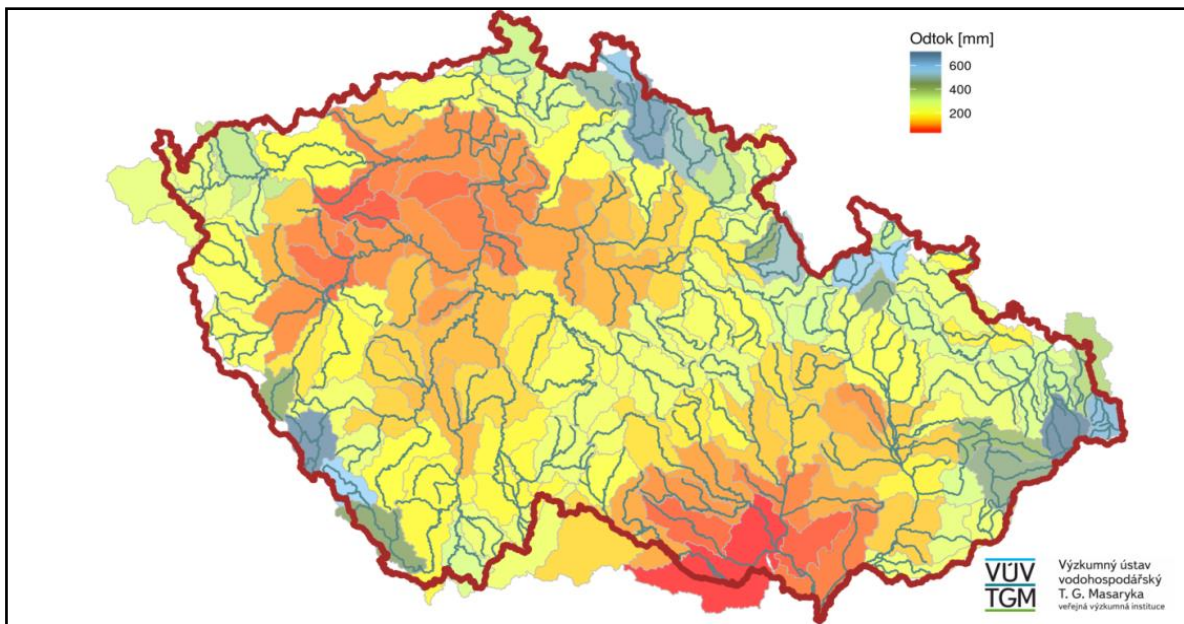 Odtok [mm]
600
400
200
VÚV
TGM
Výzkumný ústav
vodohospodářský
T. G. Masaryka
veřejná výzkumná instituce